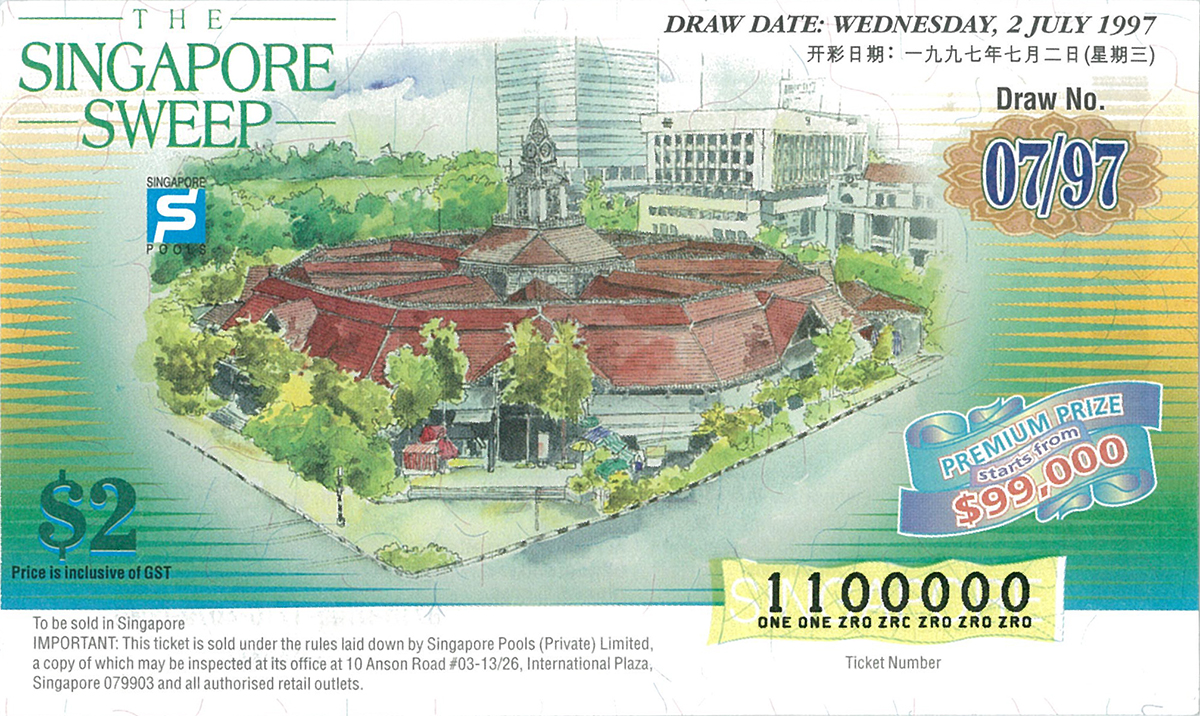 THE
SINGAPORE
SWEEP
SINGAPORE
POOLS
DRAW DATE: WEDNESDAY, 2 JULY 1997
开彩日期: 一九九七年七月二日(星期三)
Draw No.
07/97
PREMIUM PRIZE
starts from
$99,000
$2
Price is inclusive of GST
1100000
ONE ONE ZRO ZRC ZRO ZRO ZRO
Ticket Number
To be sold in Singapore
IMPORTANT: This ticket is sold under the rules laid down by Singapore Pools (Private) Limited,
a copy of which may be inspected at its office at 10 Anson Road #03-13/26, International Plaza,
Singapore 079903 and all authorised retail outlets.